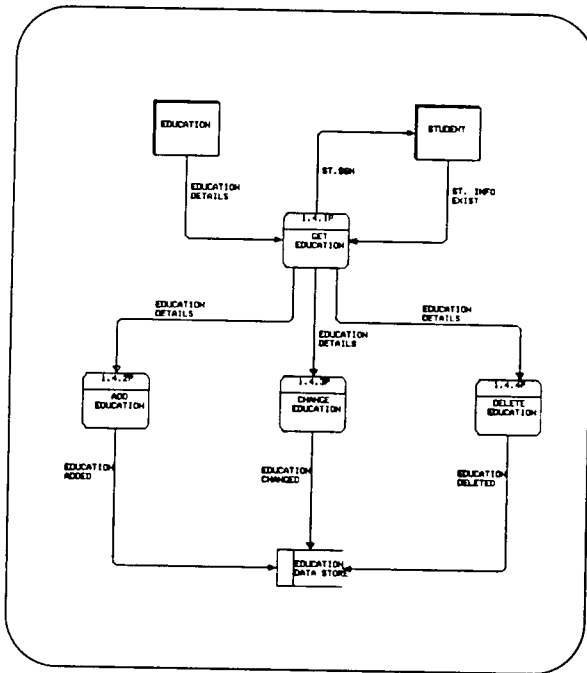 EDUCATION
STUDENT
EDUCATION
DETAILS
ST.SSN
ST. INFO
EXIST
1.4.1P
GET
EDUCATION
EDUCATION
DETAILS
EDUCATION
DETAILS
EDUCATION
DETAILS
1.4.2P
ADD
EDUCATION
1.4.3P
CHANGE
EDUCATION
1.4.4P
DELETE
EDUCATION
EDUCATION
ADDED
EDUCATION
CHANGED
EDUCATION
DELETED
EDUCATION
DATA STORE